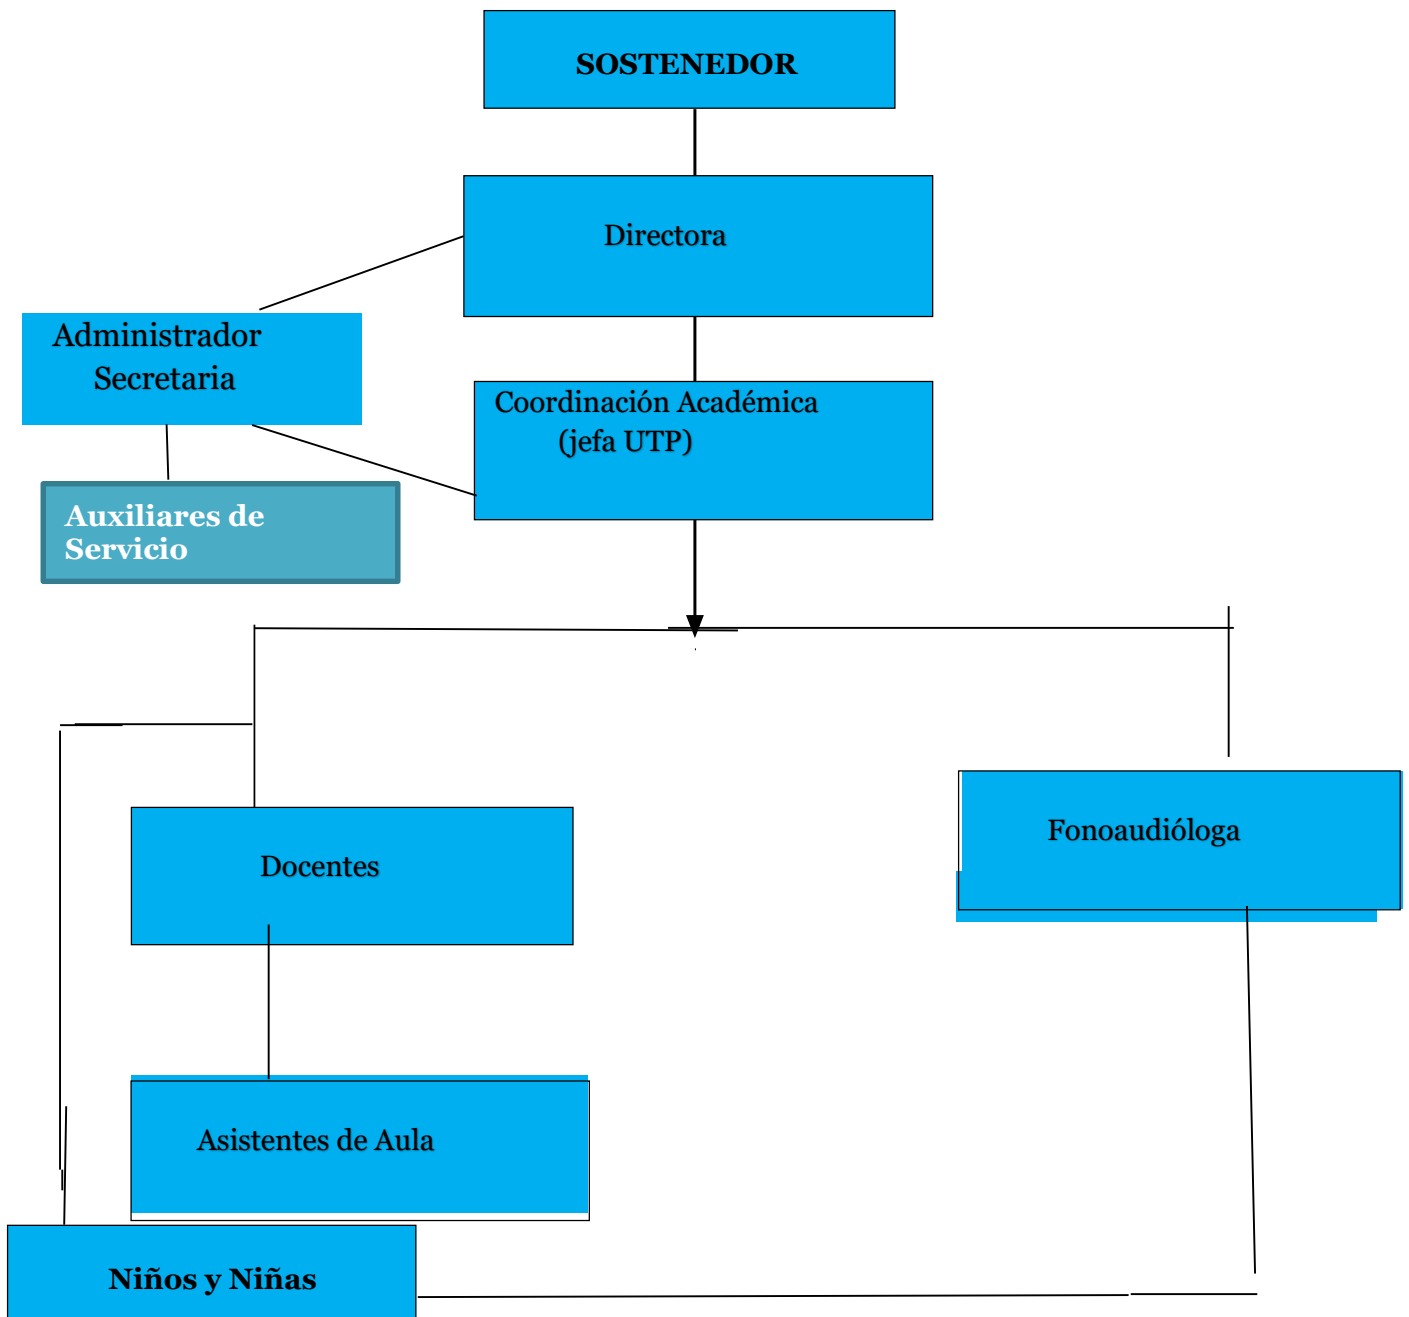 SOSTENEDOR
Directora
Administrador
Secretaria
Coordinación Académica
(jefa UTP)
Auxiliares de
Servicio
Fonoaudióloga
Docentes
Asistentes de Aula
Niños y Niñas